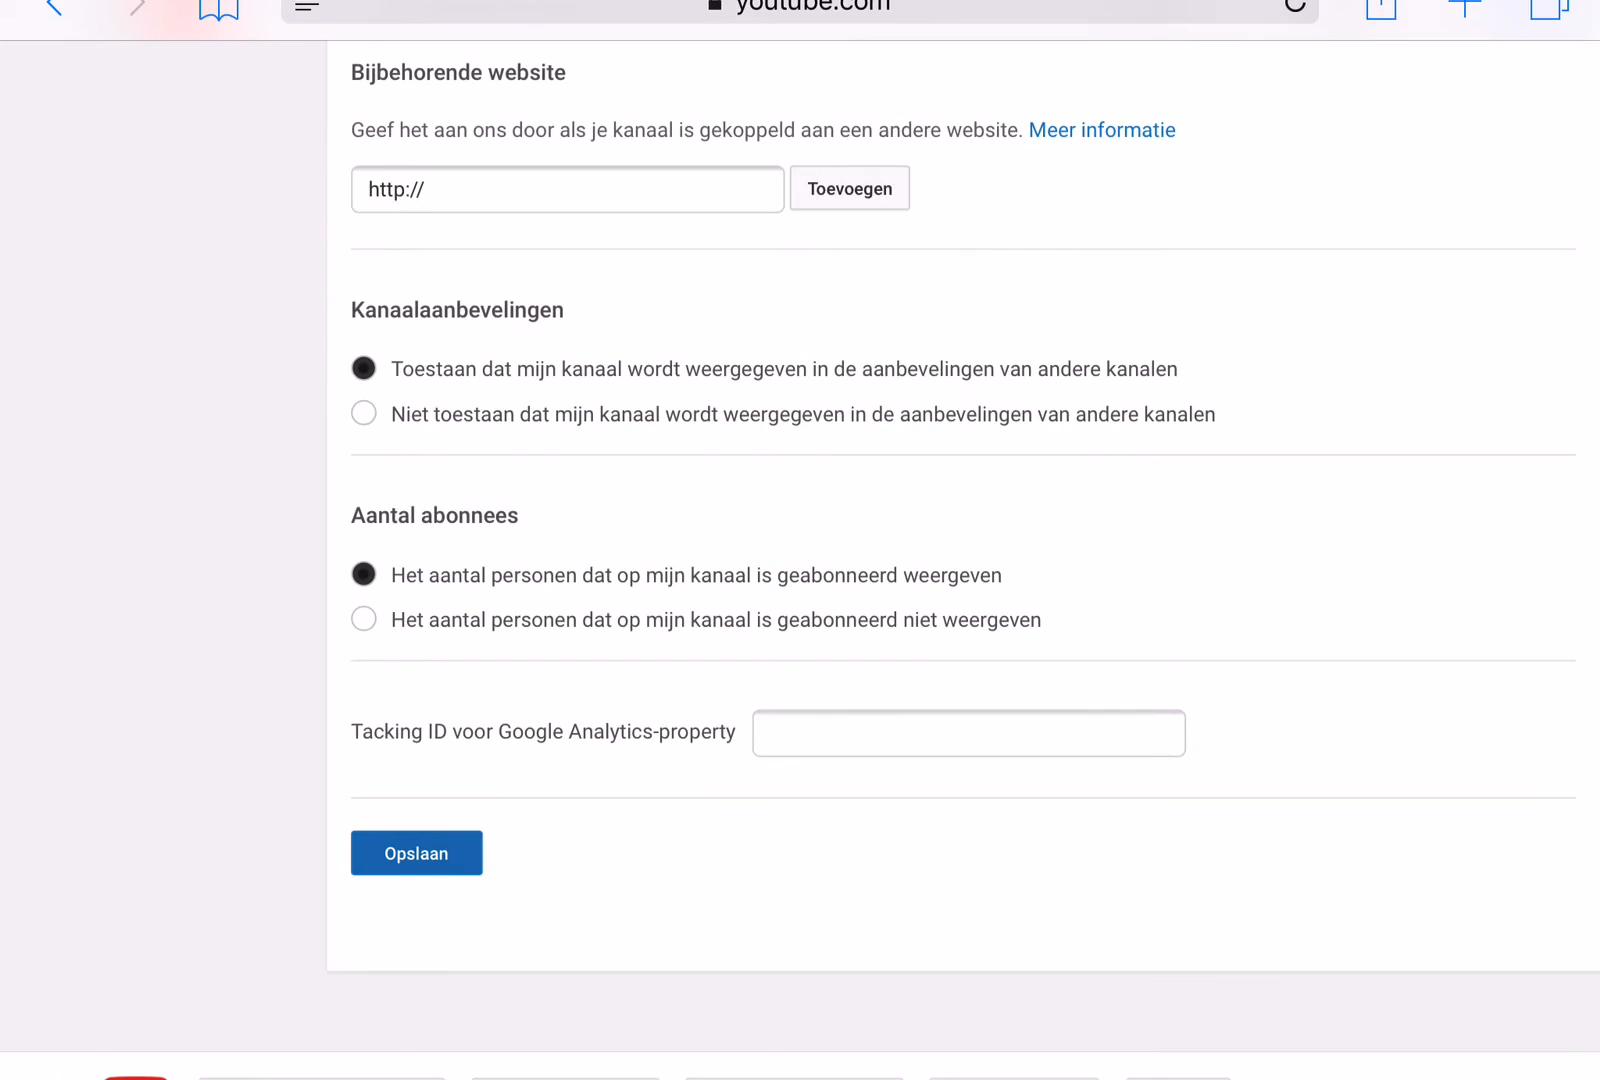 youtube.com
Bijbehorende website
Geef het aan ons door als je kanaal is gekoppeld aan een andere website. Meer informatie
http://
Toevoegen
Kanaalaanbevelingen
Toestaan dat mijn kanaal wordt weergegeven in de aanbevelingen van andere kanalen
Niet toestaan dat mijn kanaal wordt weergegeven in de aanbevelingen van andere kanalen
Aantal abonnees
Het aantal personen dat op mijn kanaal is geabonneerd weergeven
Het aantal personen dat op mijn kanaal is geabonneerd niet weergeven
Tacking ID voor Google Analytics-property
Opslaan